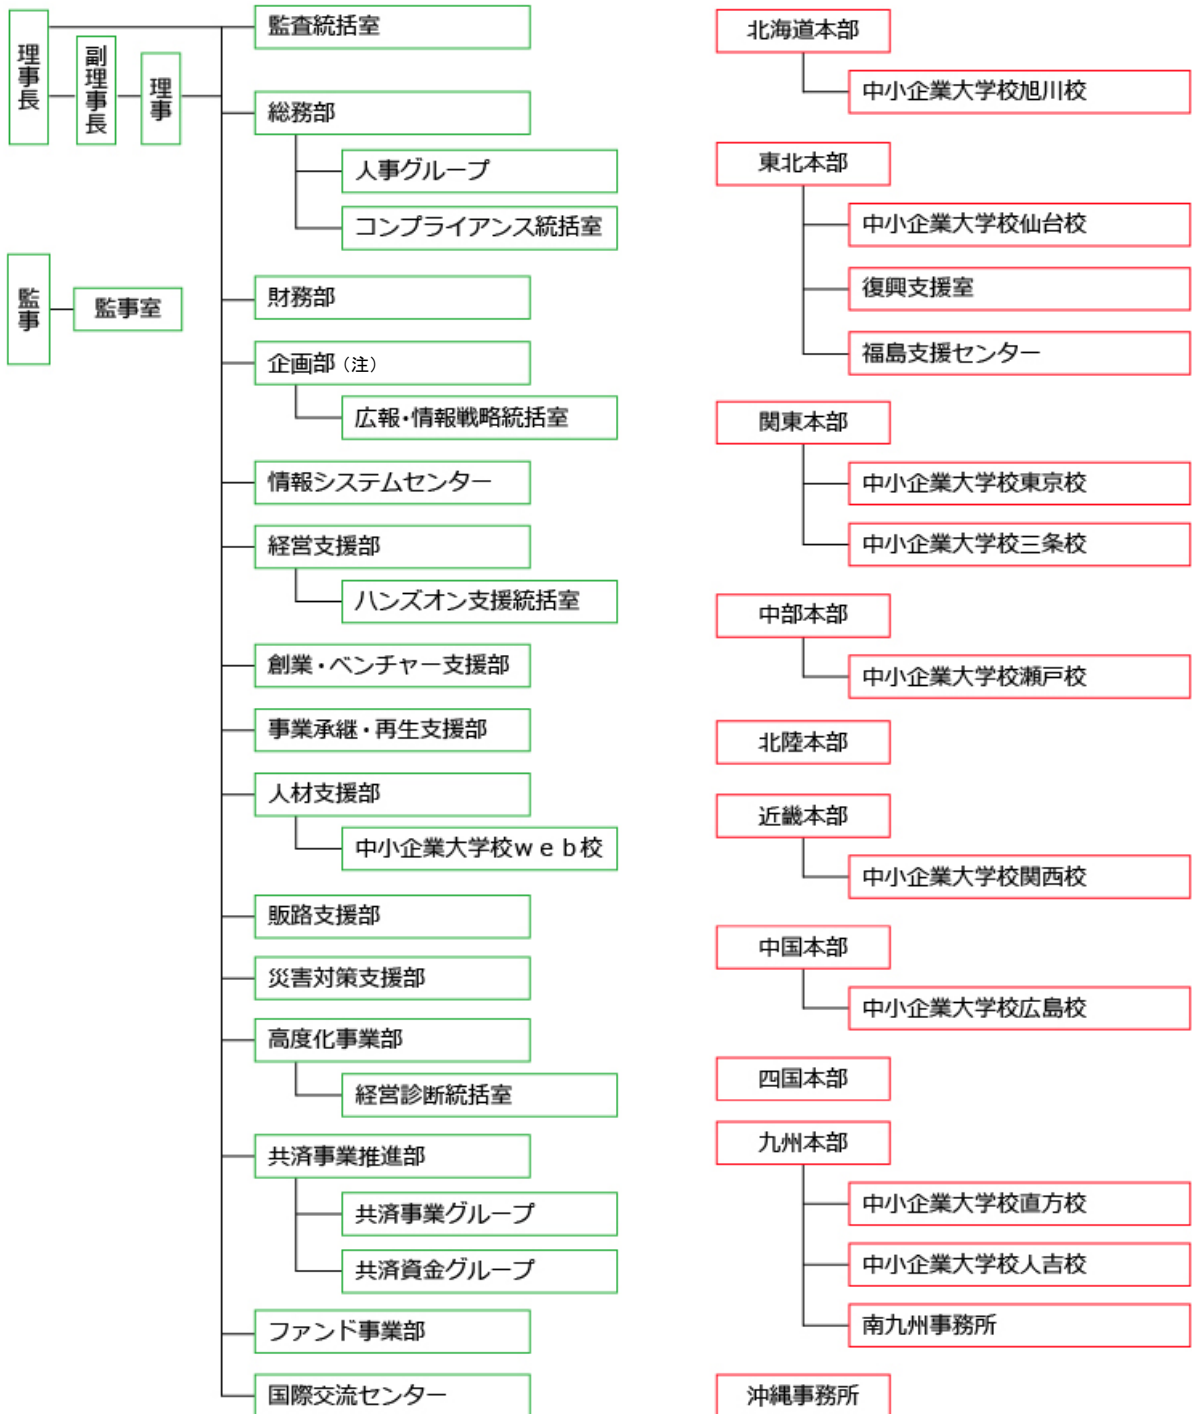 理事長
副理事長
理事
監事
監事室
監査統括室
総務部
人事グループ
コンプライアンス統括室
財務部
企画部（注）
広報・情報戦略統括室
情報システムセンター
経営支援部
ハンズオン支援統括室
創業・ベンチャー支援部
事業承継・再生支援部
人材支援部
中小企業大学校ｗｅｂ校
販路支援部
災害対策支援部
高度化事業部
経営診断統括室
共済事業推進部
共済事業グループ
共済資金グループ
ファンド事業部
国際交流センター
北海道本部
中小企業大学校旭川校
東北本部
中小企業大学校仙台校
復興支援室
福島支援センター
関東本部
中小企業大学校東京校
中小企業大学校三条校
中部本部
中小企業大学校瀬戸校
北陸本部
近畿本部
中小企業大学校関西校
中国本部
中小企業大学校広島校
四国本部
九州本部
中小企業大学校直方校
中小企業大学校人吉校
南九州事務所
沖縄事務所